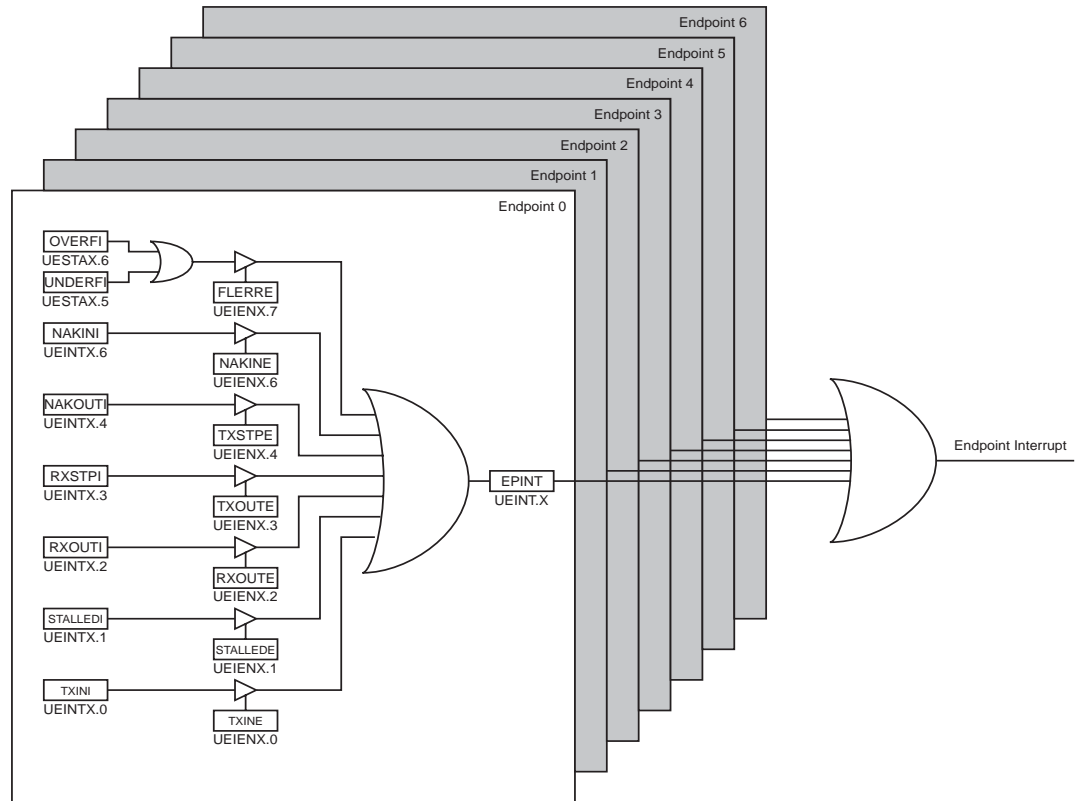 Endpoint 6
Endpoint 5
Endpoint 4
Endpoint 3
Endpoint 2
Endpoint 1
Endpoint 0
OVERFI
UESTAX.6
UNDERFI
UESTAX.5
FLERRE
UEIENX.7
NAKINI
UEINTX.6
NAKINE
UEIENX.6
NAKOUTI
UEINTX.4
TXSTPE
UEIENX.4
RXSTPI
UEINTX.3
TXOUTE
UEIENX.3
RXOUTI
UEINTX.2
RXOUTE
UEIENX.2
STALLEDI
UEINTX.1
STALLEDE
UEIENX.1
TXINI
UEINTX.0
TXINE
UEIENX.0
EPINT
UEINT.X
Endpoint Interrupt